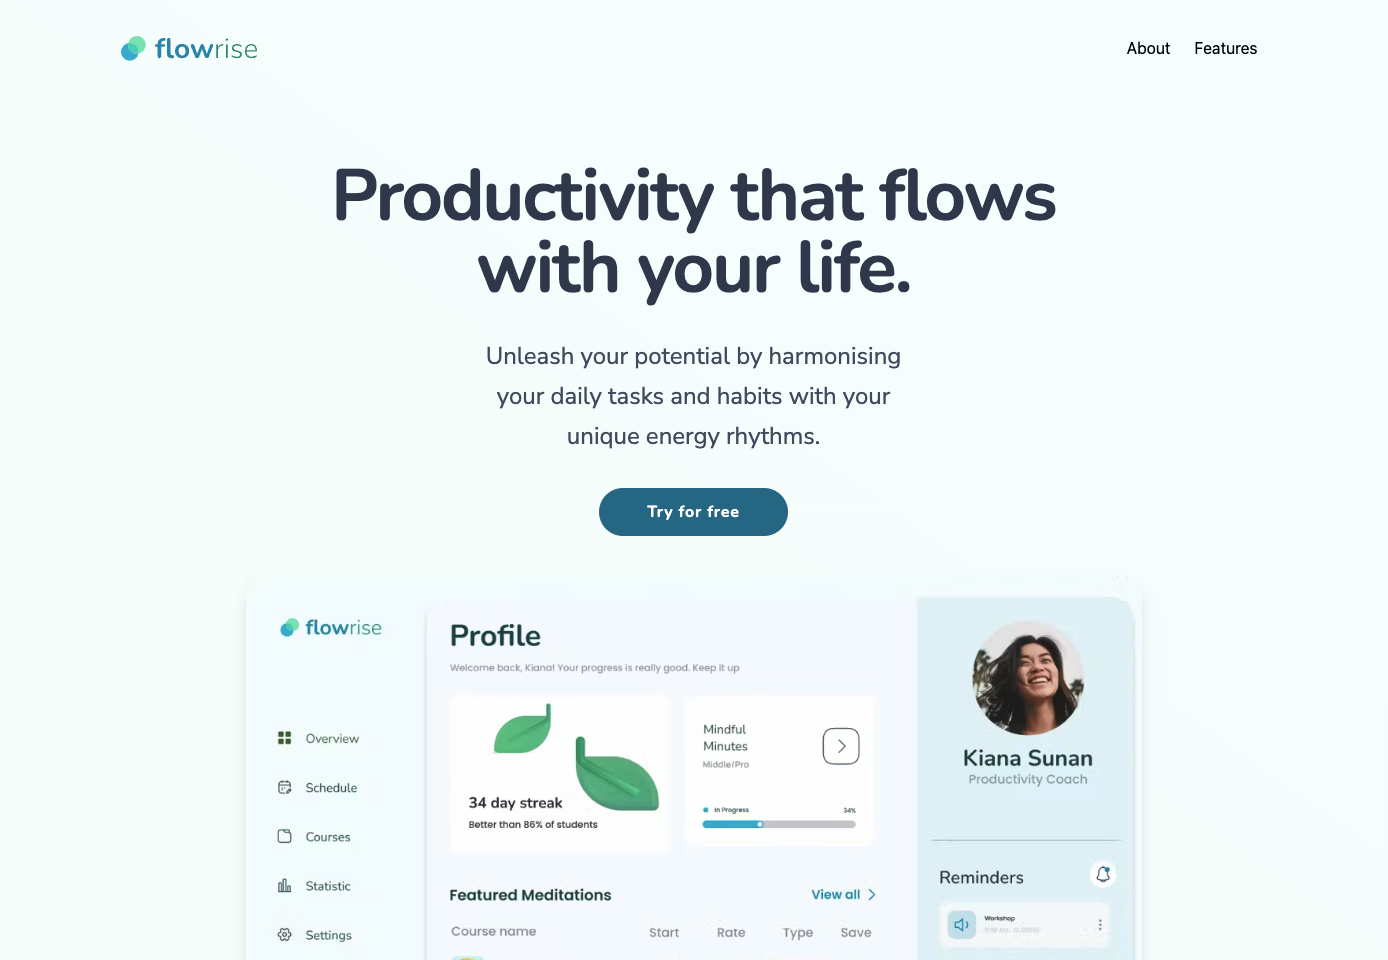 flowrise
About Features
Productivity that flows
with your life.
Unleash your potential by harmonising
your daily tasks and habits with your
unique energy rhythms.
Try for free
flowrise
Overview
Schedule
Courses
Statistic
Settings
Profile
Welcome back, Kiana! Your progress is really good. Keep it up
34 day streak
Better than 86% of students
Mindful
Minutes
Middle/Pro
In Progress 34%
Featured Meditations View all
Course name Start Rate Type Save
Kiana Sunan
Productivity Coach
Reminders
Workshop